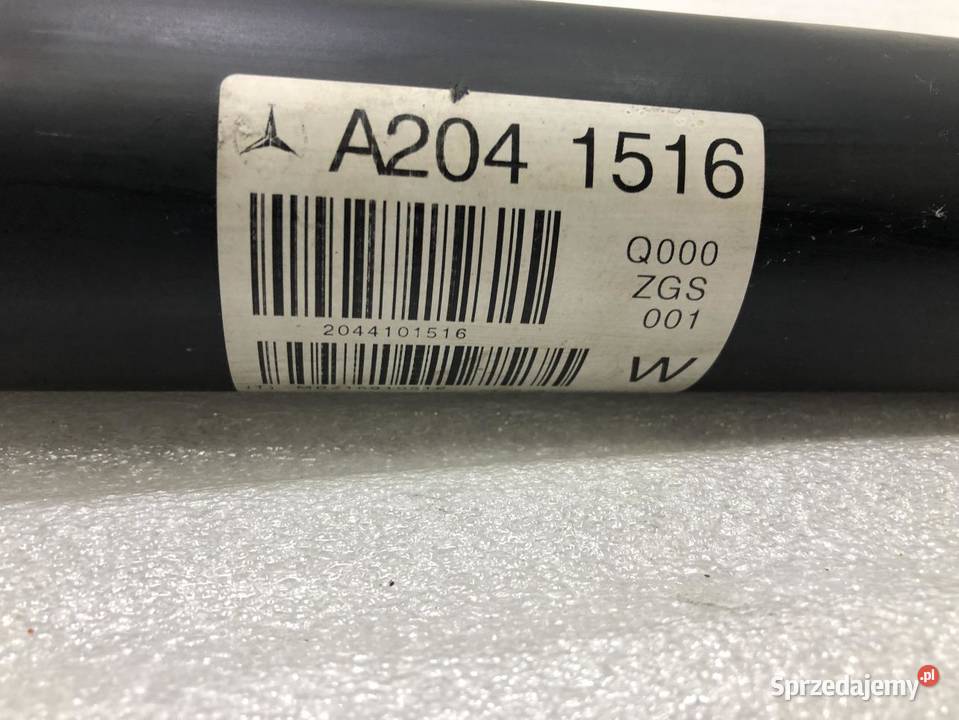 A204 1516
Q000
ZGS
001
2044101516
W
Sprzedajemy.pl